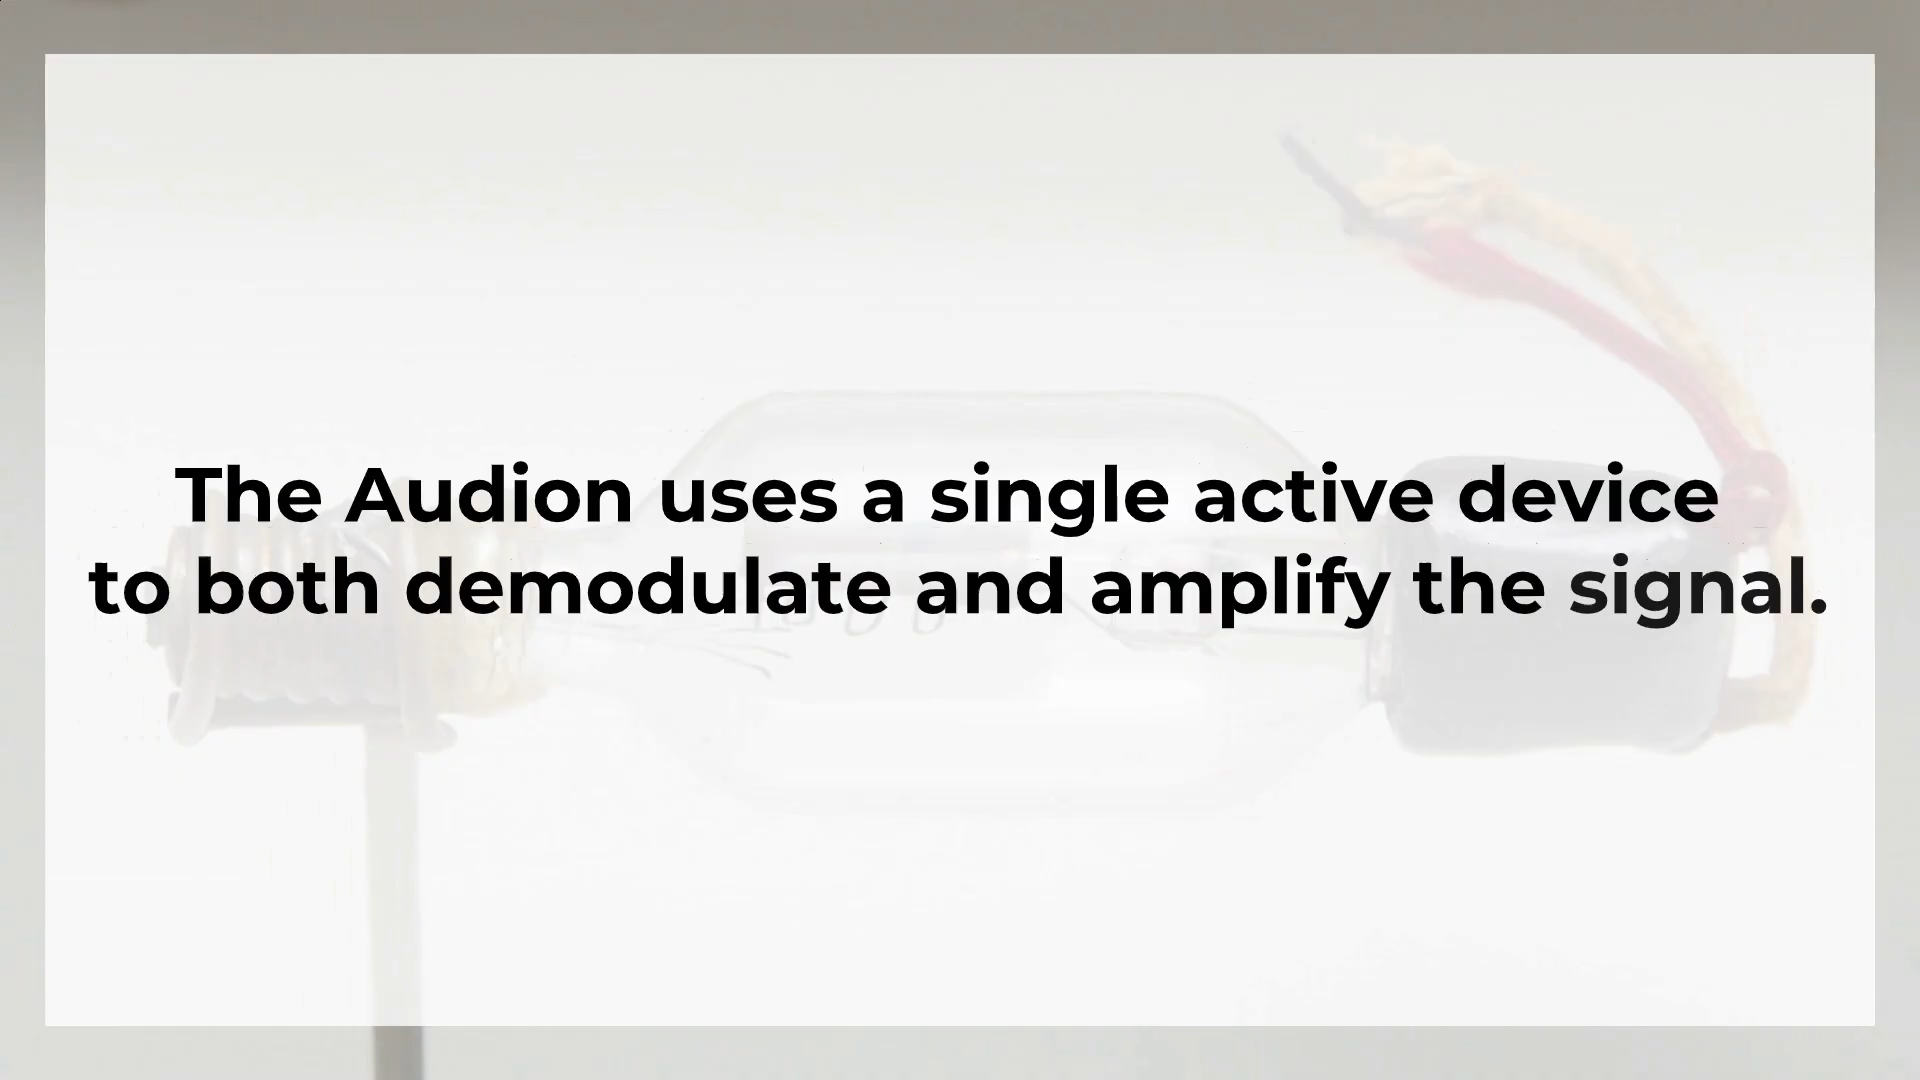 The Audion uses a single active device
to both demodulate and amplify the signal.